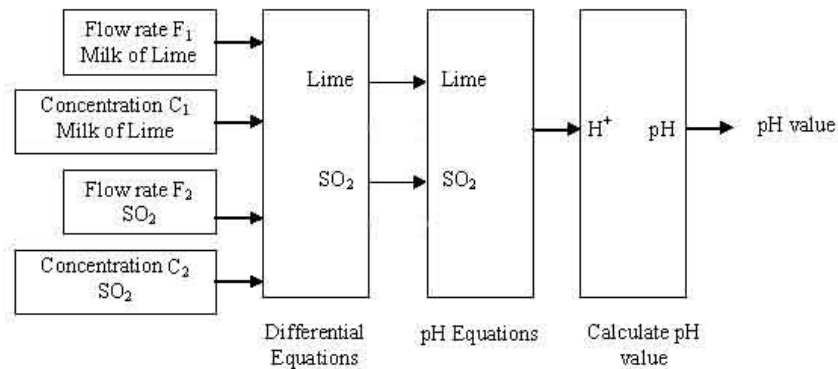 Flow rate F₁
Milk of Lime
Concentration C₁
Milk of Lime
Flow rate F₂
SO₂
Concentration C₂
SO₂
Lime
SO₂
Differential
Equations
Lime
SO₂
pH Equations
H⁺ pH
Calculate pH
value
pH value